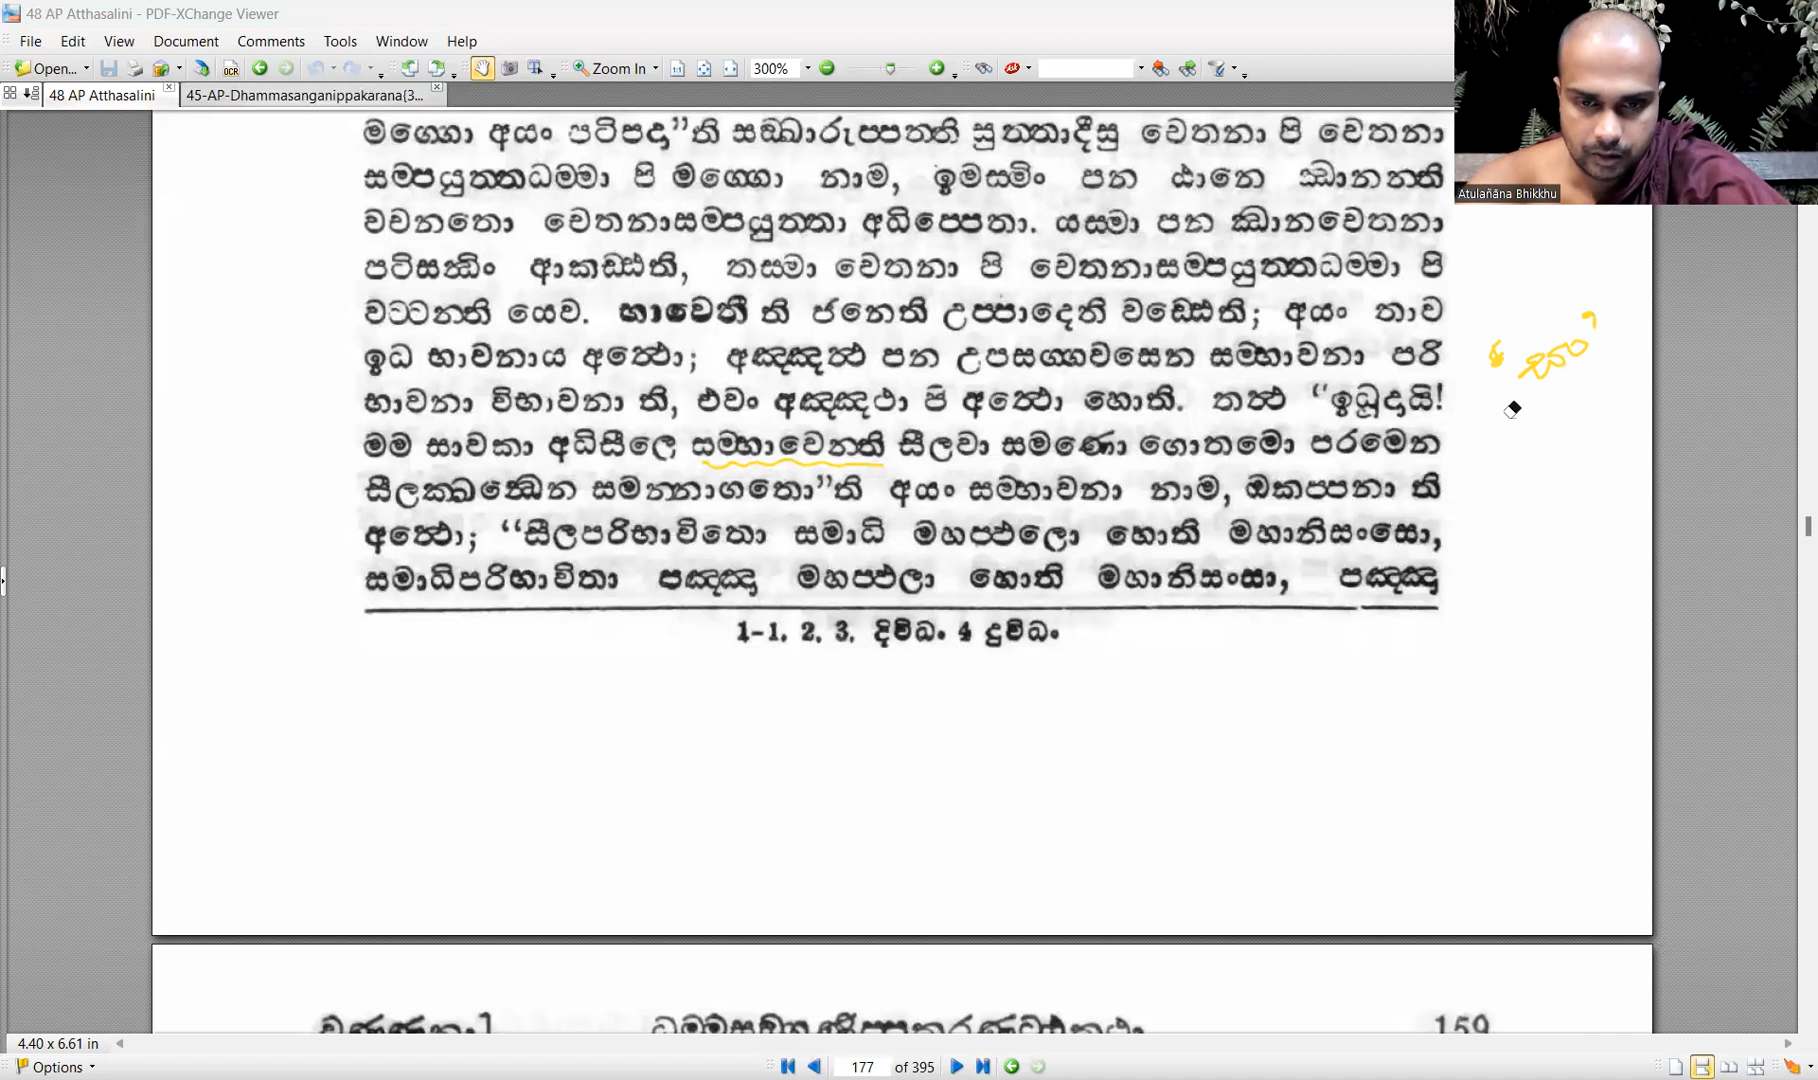 48 AP Atthasalini - PDF-XChange Viewer
File Edit View Document Comments Tools Window Help
Open... OCR Zoom In 300%
48 AP Atthasalini 45-AP-Dhammasanganippakarana{3...
Atulañāna Bhikkhu
මග්ගො අයං පටිපදා”ති සඞ්ඛාරුප්පත්ති සුත්තාදීසු චෙතනා පි චෙතනා
සම්පයුත්තධම්මා පි මග්ගො නාම, ඉමස්මිං පන ඨානෙ ඣානන්ති
වචනතො චෙතනාසම්පයුත්තා අධිප්පෙතා. යස්මා පන ඣානචෙතනා
පටිසන්ධිං ආකඩ්ඪති, තස්මා චෙතනා පි චෙතනාසම්පයුත්තධම්මා පි
වට්ටන්ති යෙව. භාවෙතී ති ජනෙති උප්පාදෙති වඩ්ඪෙති; අයං තාව
ඉධ භාවනාය අත්ථො; අඤ්ඤත්ථ පන උපසග්ගවසෙන සම්භාවනා පරි
භාවනා විභාවනා ති, එවං අඤ්ඤථා පි අත්ථො හොති. තත්ථ “ඉධූදායි!
මම සාවකා අධිසීලෙ සම්භාවෙන්ති සීලවා සමණො ගොතමො පරමෙන
සීලක්ඛන්ධෙන සමන්නාගතො”ති අයං සම්භාවනා නාම, ඔකප්පනා ති
අත්ථො; “සීලපරිභාවිතො සමාධි මහප්ඵලො හොති මහානිසංසො,
සමාධිපරිභාවිතා පඤ්ඤා මහප්ඵලා හොති මහානිසංසා, පඤ්ඤා
1-1. 2. 3. දිව්ධං 4 දුව්ධං
159
4.40 x 6.61 in
Options 177 of 395